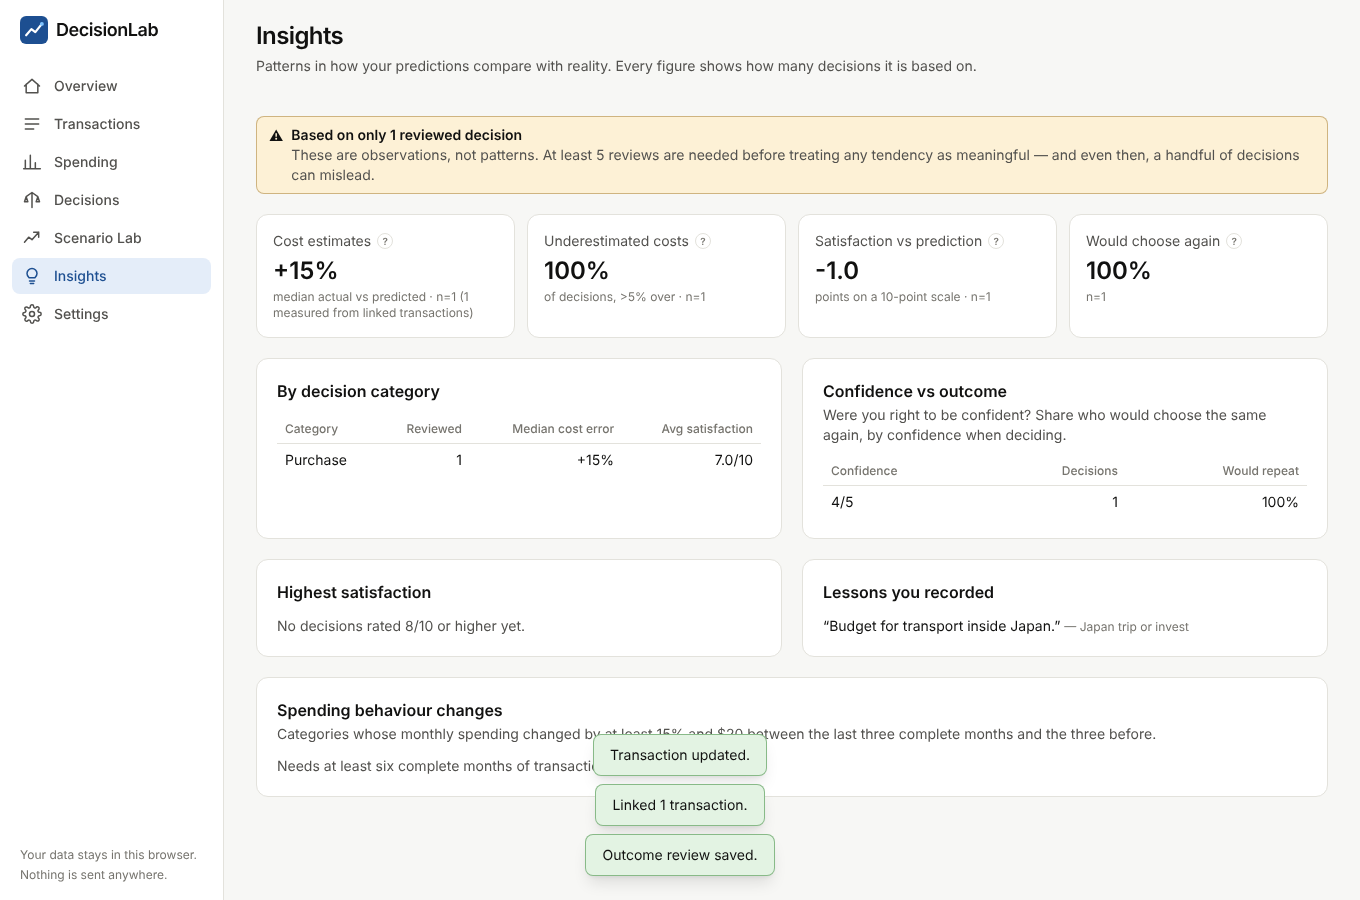 DecisionLab
Overview
Transactions
Spending
Decisions
Scenario Lab
Insights
Settings
Your data stays in this browser.
Nothing is sent anywhere.
Insights
Patterns in how your predictions compare with reality. Every figure shows how many decisions it is based on.
Based on only 1 reviewed decision
These are observations, not patterns. At least 5 reviews are needed before treating any tendency as meaningful — and even then, a handful of decisions
can mislead.
Cost estimates ?
+15%
median actual vs predicted · n=1 (1
measured from linked transactions)
Underestimated costs ?
100%
of decisions, >5% over · n=1
Satisfaction vs prediction ?
-1.0
points on a 10-point scale · n=1
Would choose again ?
100%
n=1
By decision category
Category Reviewed Median cost error Avg satisfaction
Purchase 1 +15% 7.0/10
Confidence vs outcome
Were you right to be confident? Share who would choose the same
again, by confidence when deciding.
Confidence Decisions Would repeat
4/5 1 100%
Highest satisfaction
No decisions rated 8/10 or higher yet.
Lessons you recorded
“Budget for transport inside Japan.” — Japan trip or invest
Spending behaviour changes
Categories whose monthly spending changed by at least 15% and $20 between the last three complete months and the three before.
Needs at least six complete months of
Transaction updated.
Linked 1 transaction.
Outcome review saved.